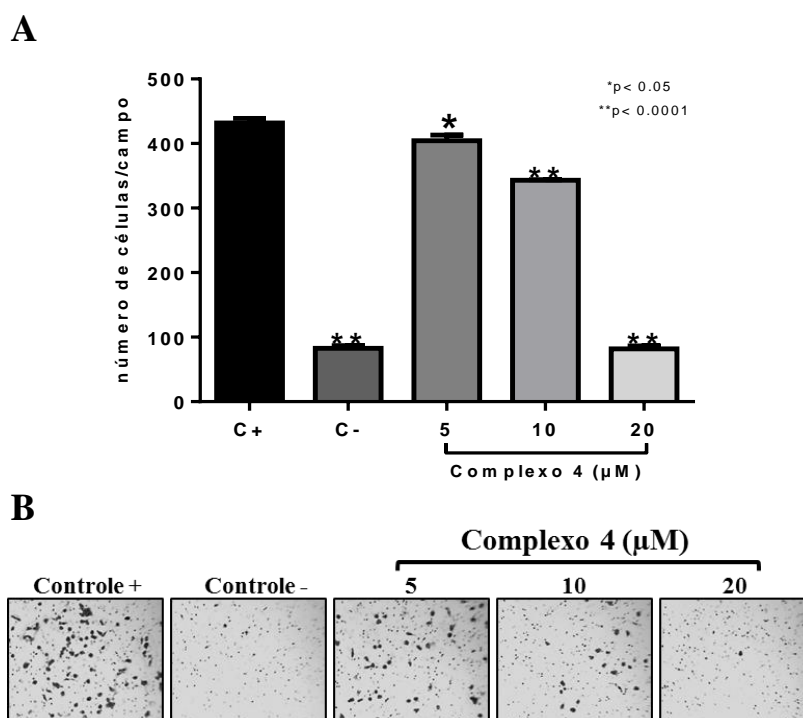 A
500
400
300
200
100
0
número de células/campo
*p< 0.05
**p< 0.0001
*
**
**
**
C+ C- 5 10 20
Complexo 4 (µM)
B
Complexo 4 (µM)
Controle + Controle - 5 10 20